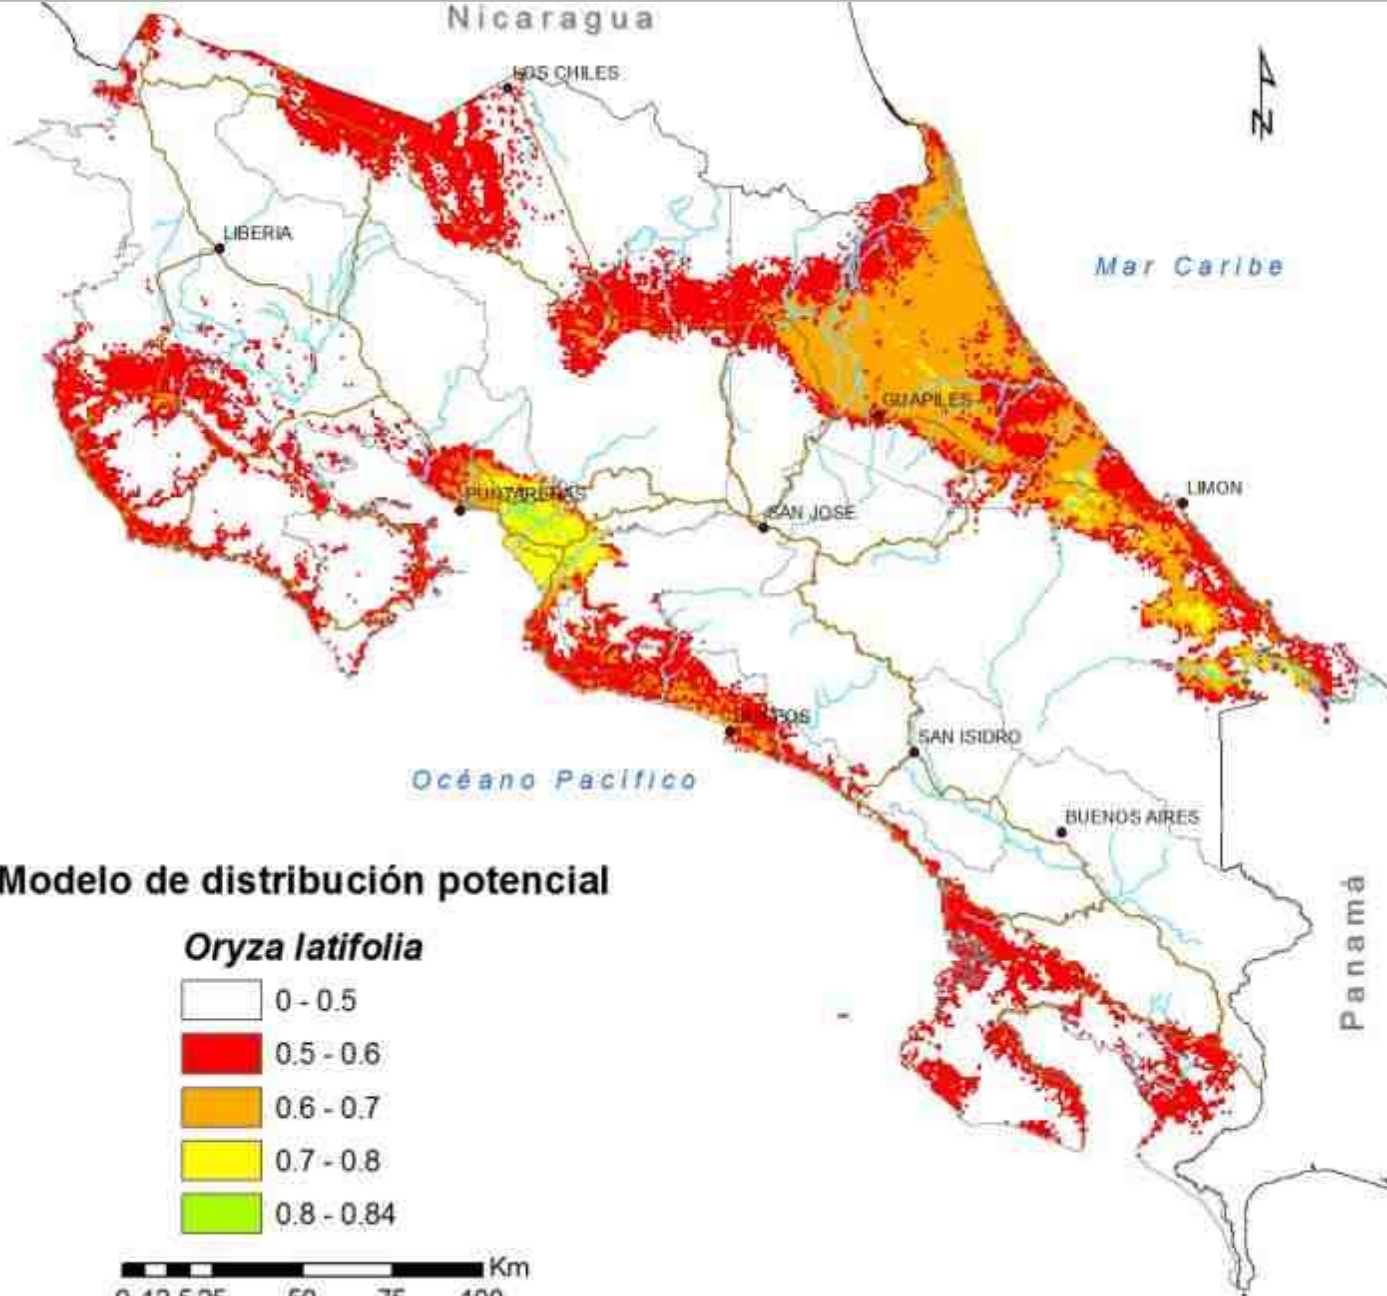 Nicaragua
LOS CHILES
N
LIBERIA
Mar Caribe
GUAPILES
PUNTARENAS
LIMON
SAN JOSE
SAN ISIDRO
Océano Pacífico
BUENOS AIRES
Panamá
Modelo de distribución potencial
Oryza latifolia
0 - 0.5
0.5 - 0.6
0.6 - 0.7
0.7 - 0.8
0.8 - 0.84
Km